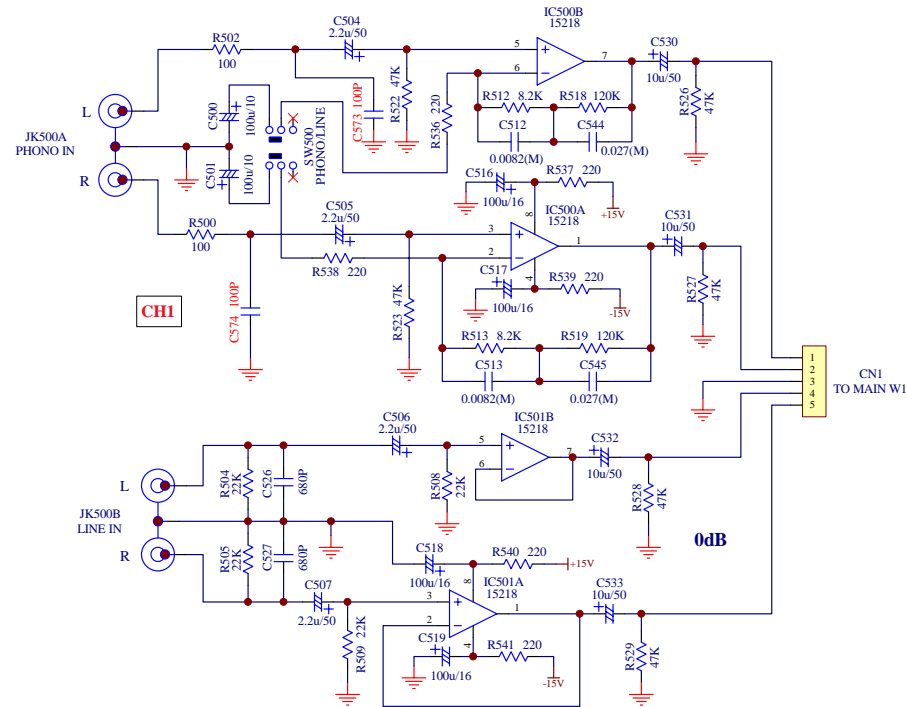 IC500B
15218
C504
2.2u/50
R502
100
5
6
7
C530
10u/50
R522 47K
R536 220
R512 8.2K
R518 120K
C512
0.0082(M)
C544
0.027(M)
R526
47K
L
JK500A
PHONO IN
R
C500
100u/10
C501
100u/10
SW500
PHONO/LINE
C573 100P
C516
100u/16
R537 220
+15V
8
IC500A
15218
3
2
1
4
C531
10u/50
R500
100
C505
2.2u/50
R538 220
C517
100u/16
R539 220
-15V
R527
47K
CH1
C574 100P
R523 47K
R513 8.2K
R519 120K
C513
0.0082(M)
C545
0.027(M)
1
2
3
4
5
CN1
TO MAIN W1
C506
2.2u/50
IC501B
15218
5
6
7
C532
10u/50
L
JK500B
LINE IN
R
R504
22K
C526
680P
R508
22K
R528
47K
0dB
R505
22K
C527
680P
C518
100u/16
R540 220
+15V
8
IC501A
15218
3
2
1
4
C533
10u/50
C507
2.2u/50
R509 22K
C519
100u/16
R541 220
-15V
R529
47K